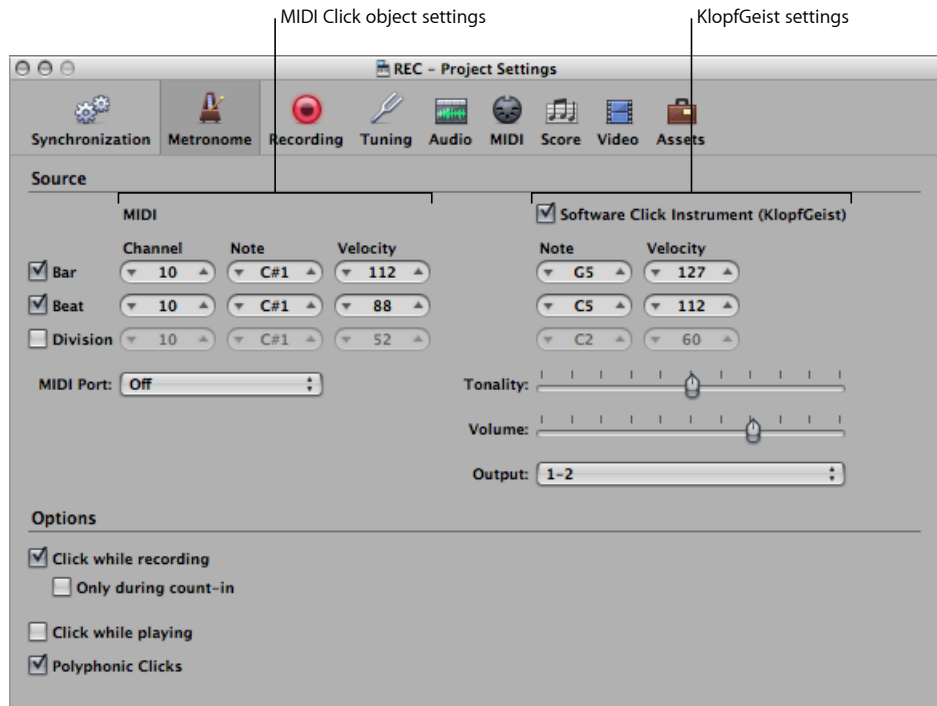 MIDI Click object settings KlopfGeist settings
REC – Project Settings
Synchronization Metronome Recording Tuning Audio MIDI Score Video Assets
Source
MIDI Software Click Instrument (KlopfGeist)
Channel Note Velocity Note Velocity
Bar 10 C#1 112 G5 127
Beat 10 C#1 88 C5 112
Division 10 C#1 52 C2 60
MIDI Port: Off Tonality:
Volume:
Output: 1–2
Options
Click while recording
Only during count-in
Click while playing
Polyphonic Clicks